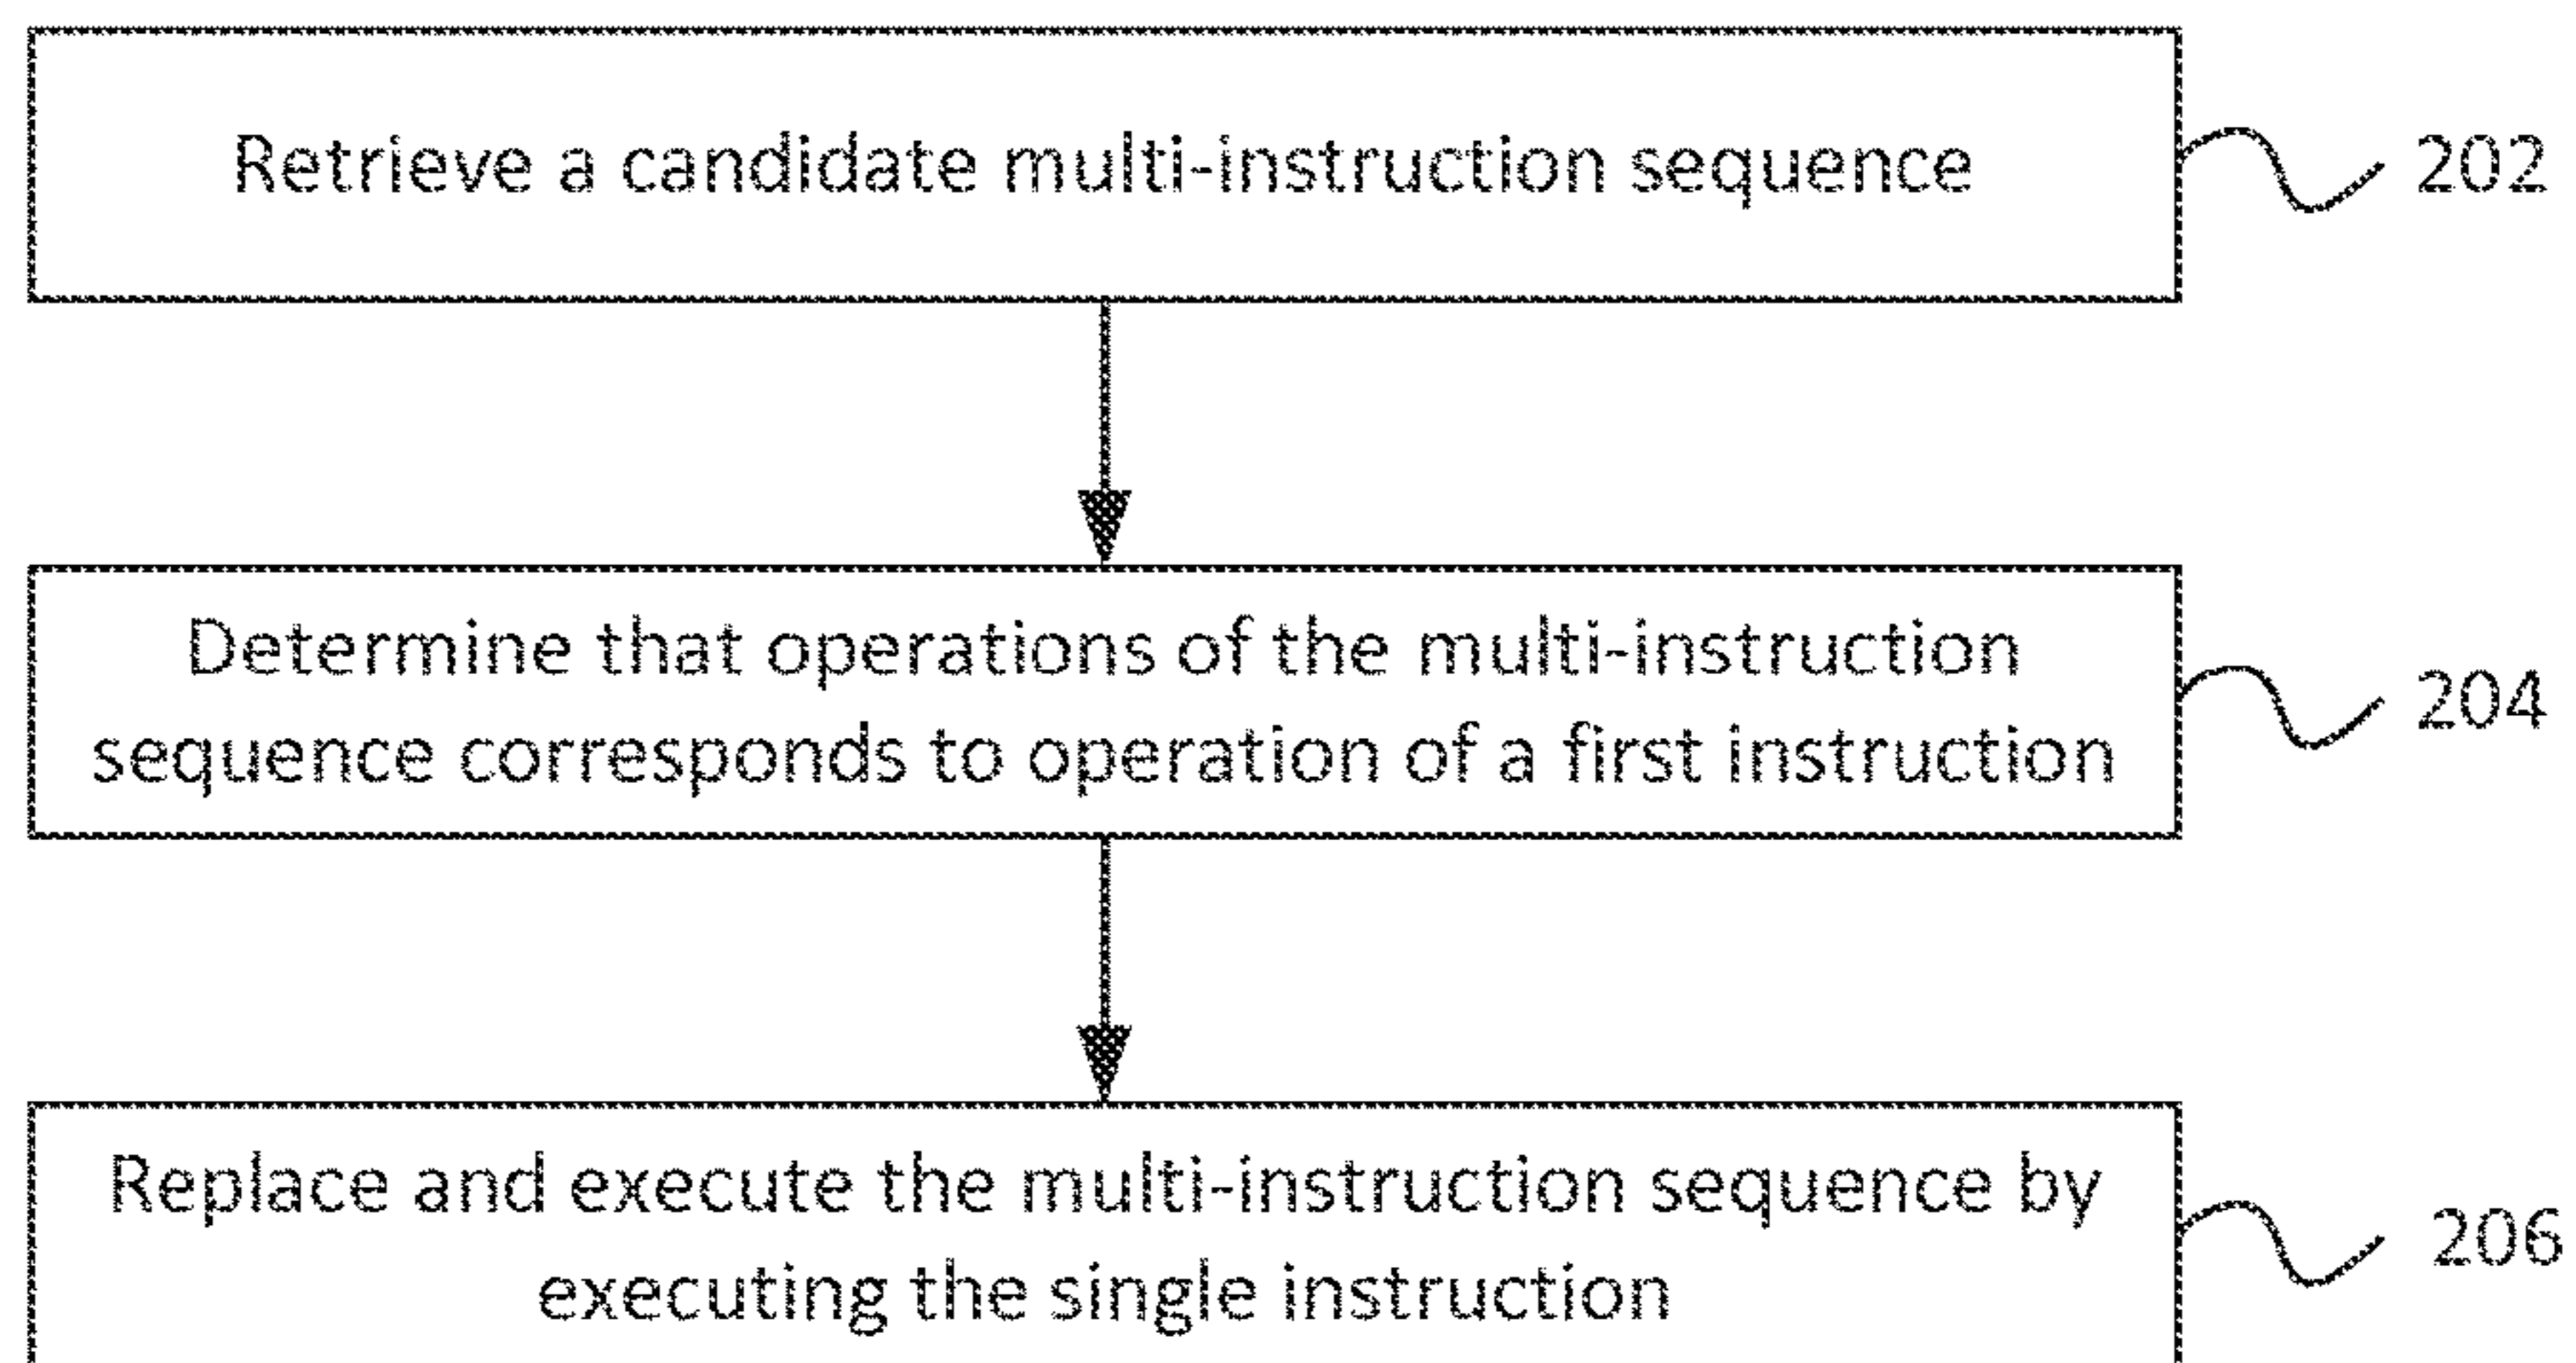 Retrieve a candidate multi-instruction sequence
202
Determine that operations of the multi-instruction
sequence corresponds to operation of a first instruction
204
Replace and execute the multi-instruction sequence by
executing the single instruction
206